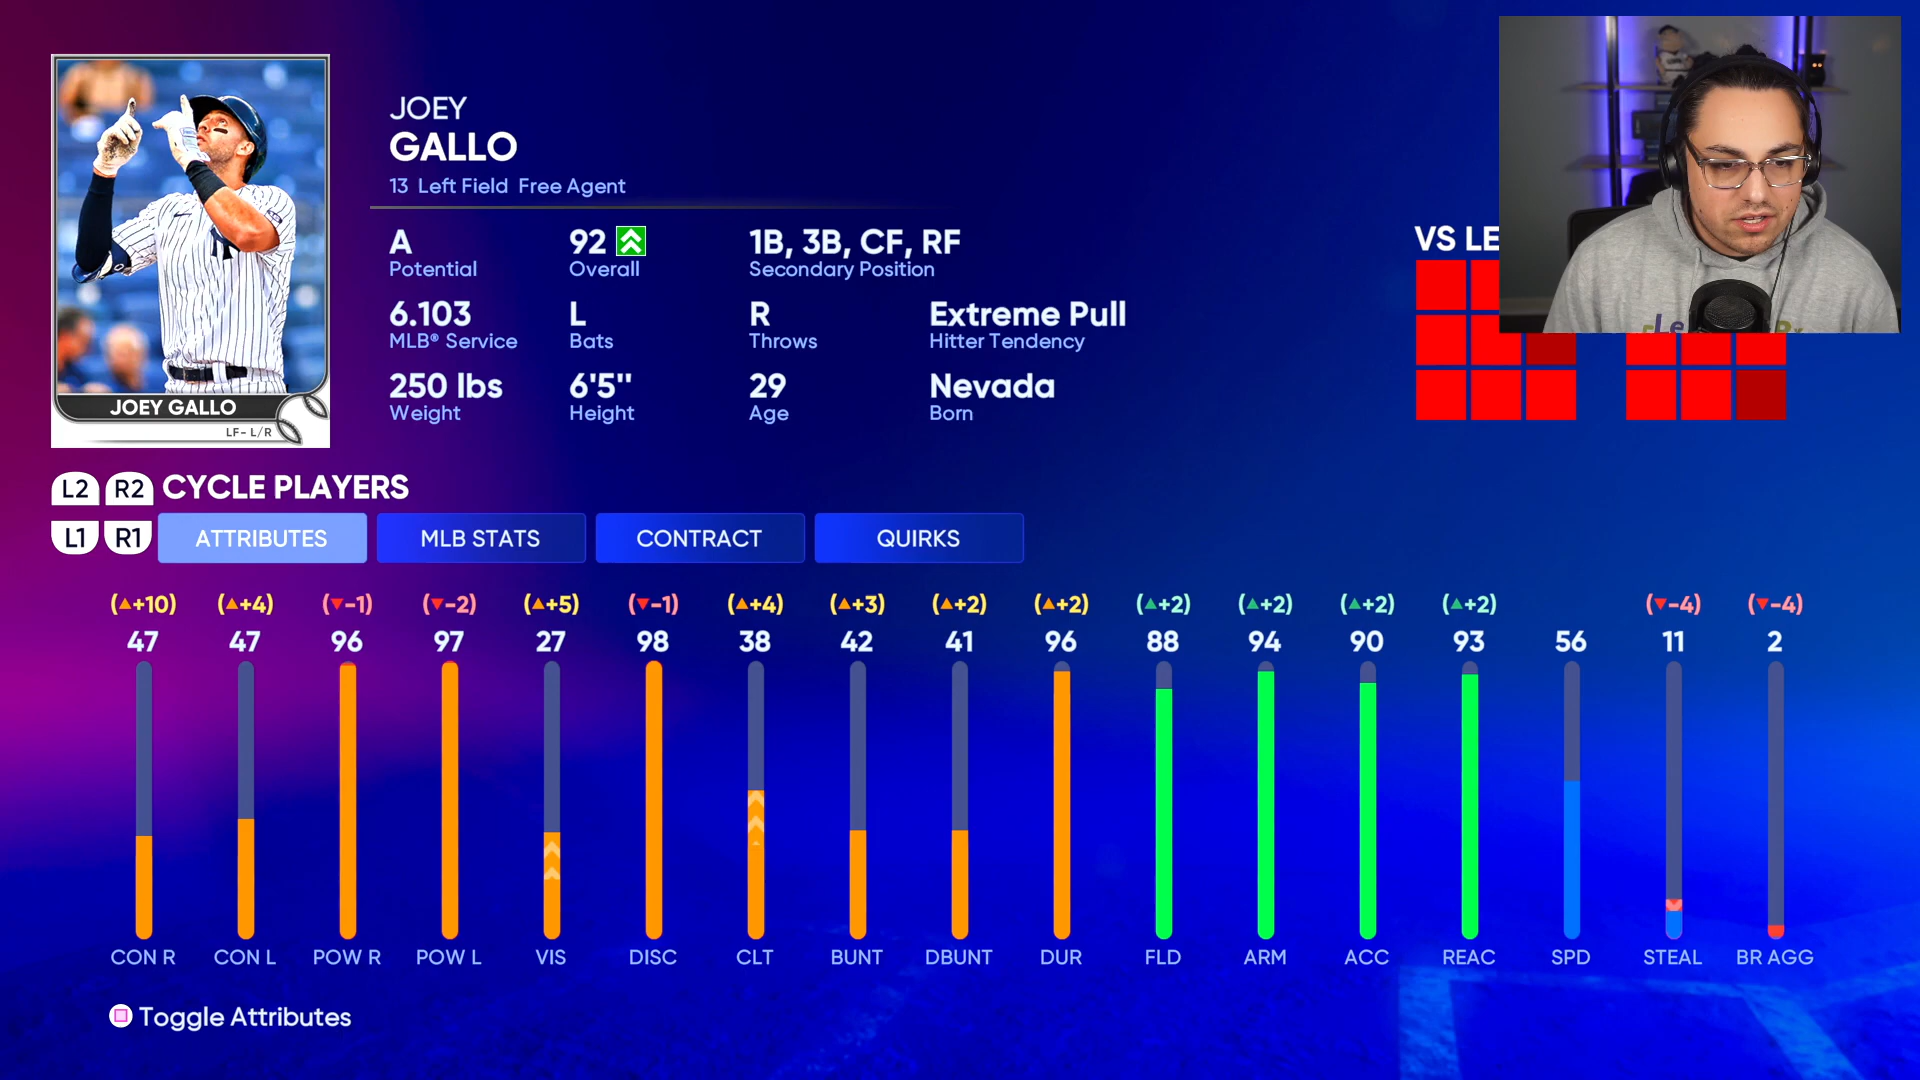 JOEY
GALLO
13 Left Field Free Agent
A
Potential
92
Overall
1B, 3B, CF, RF
Secondary Position
6.103
MLB® Service
L
Bats
R
Throws
Extreme Pull
Hitter Tendency
250 lbs
Weight
6'5''
Height
29
Age
Nevada
Born
VS LE
JOEY GALLO
LF- L/R
L2 R2 CYCLE PLAYERS
L1 R1 ATTRIBUTES MLB STATS CONTRACT QUIRKS
(▲+10) (▲+4) (▼-1) (▼-2) (▲+5) (▼-1) (▲+4) (▲+3) (▲+2) (▲+2) (▲+2) (▲+2) (▲+2) (▲+2) (▼-4) (▼-4)
47 47 96 97 27 98 38 42 41 96 88 94 90 93 56 11 2
CON R CON L POW R POW L VIS DISC CLT BUNT DBUNT DUR FLD ARM ACC REAC SPD STEAL BR AGG
Toggle Attributes